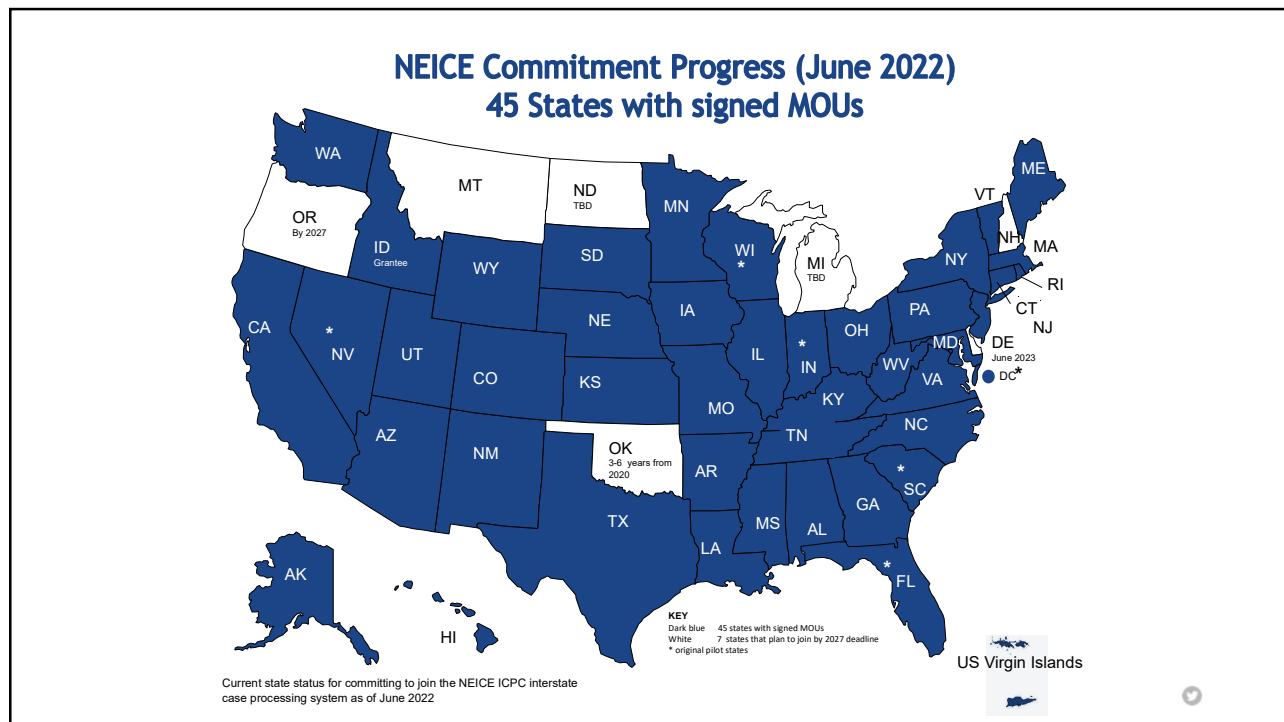 NEICE Commitment Progress (June 2022)
45 States with signed MOUs
WA
MT
ND
TBD
MN
ME
VT
OR
By 2027
ID
Grantee
WI
*
MI
TBD
NH
MA
NY
WY
SD
RI
CT
NJ
IA
PA
CA
*
NV
UT
NE
IL
*
IN
OH
MD
DE
June 2023
DC*
CO
KS
MO
WV
VA
KY
AZ
NM
OK
3-6 years from
2020
TN
NC
AR
*
SC
TX
MS
AL
GA
LA
*
FL
AK
HI
KEY
Dark blue 45 states with signed MOUs
White 7 states that plan to join by 2027 deadline
* original pilot states
US Virgin Islands
Current state status for committing to join the NEICE ICPC interstate
case processing system as of June 2022